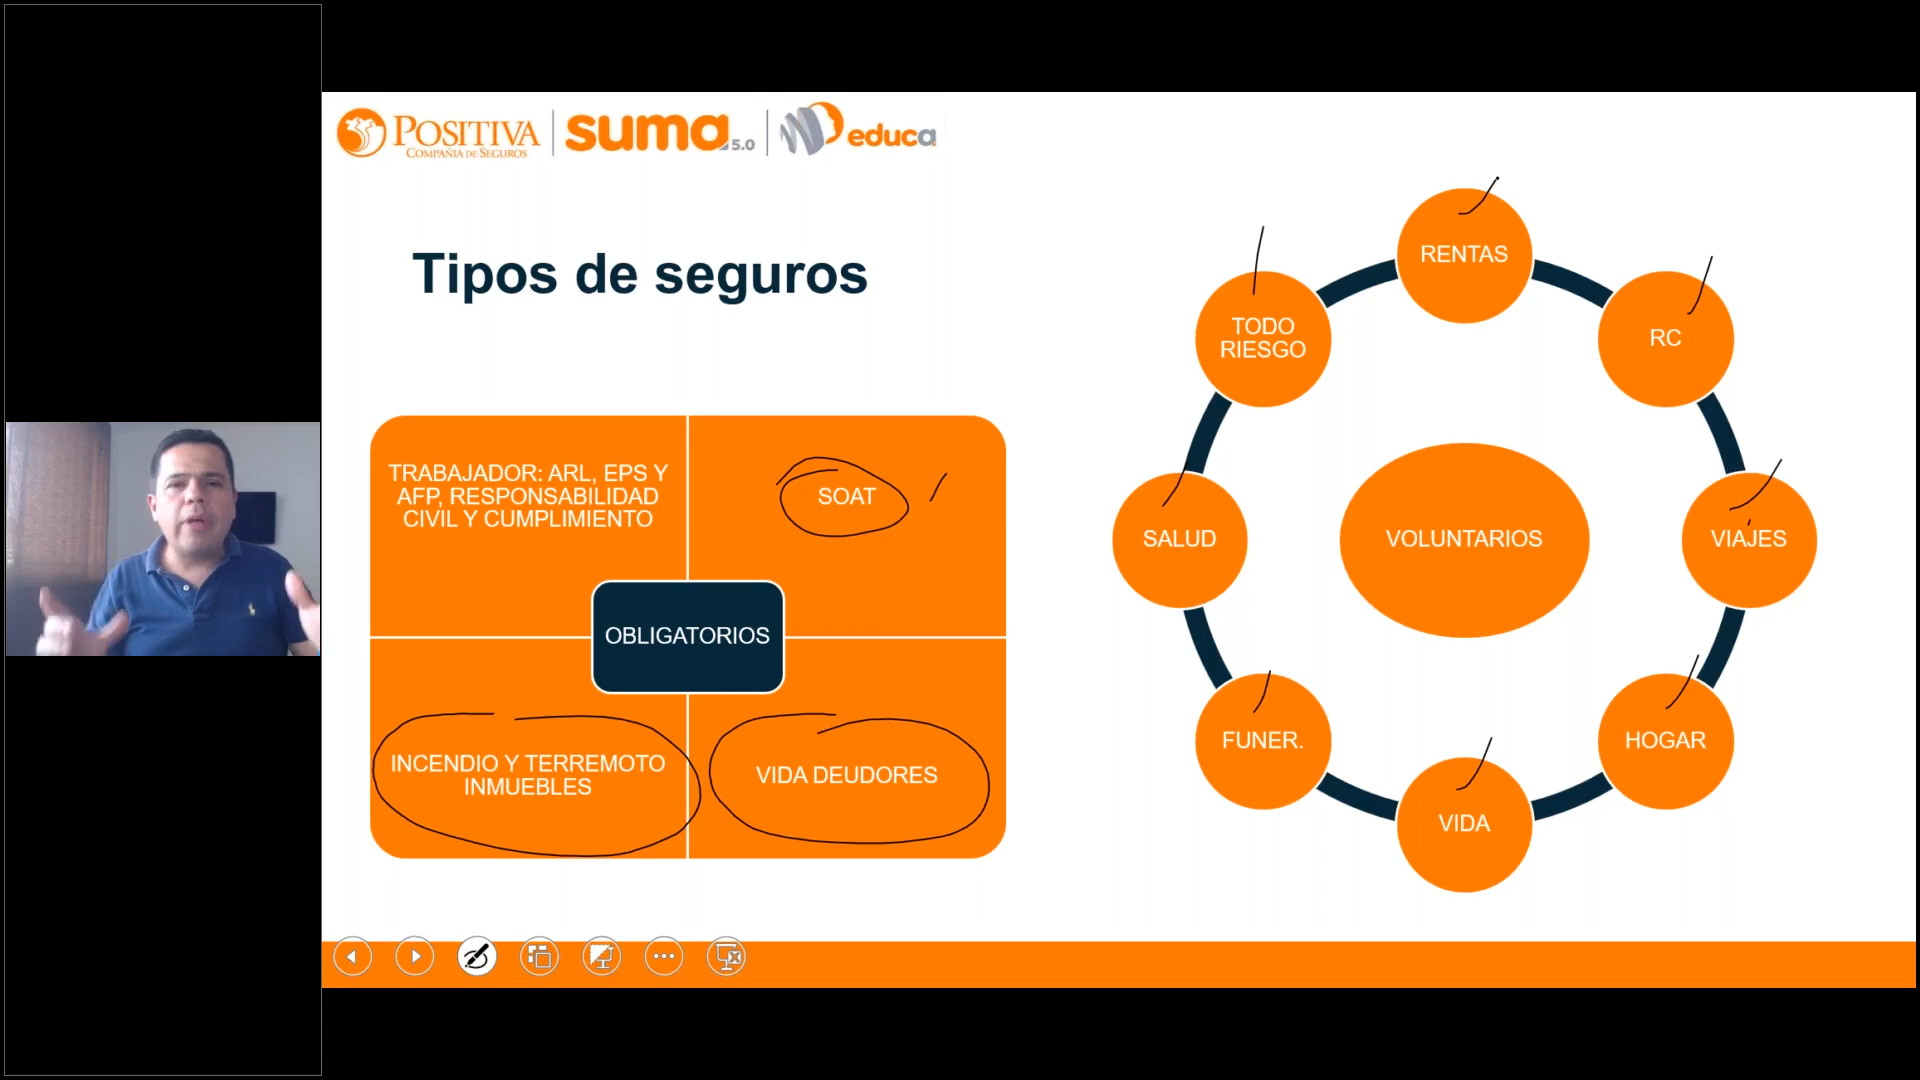 POSITIVA
COMPAÑIA DE SEGUROS
suma 5.0
educa
Tipos de seguros
TRABAJADOR: ARL, EPS Y
AFP, RESPONSABILIDAD
CIVIL Y CUMPLIMIENTO
SOAT
OBLIGATORIOS
INCENDIO Y TERREMOTO
INMUEBLES
VIDA DEUDORES
RENTAS
RC
VIAJES
HOGAR
VIDA
FUNER.
SALUD
TODO
RIESGO
VOLUNTARIOS